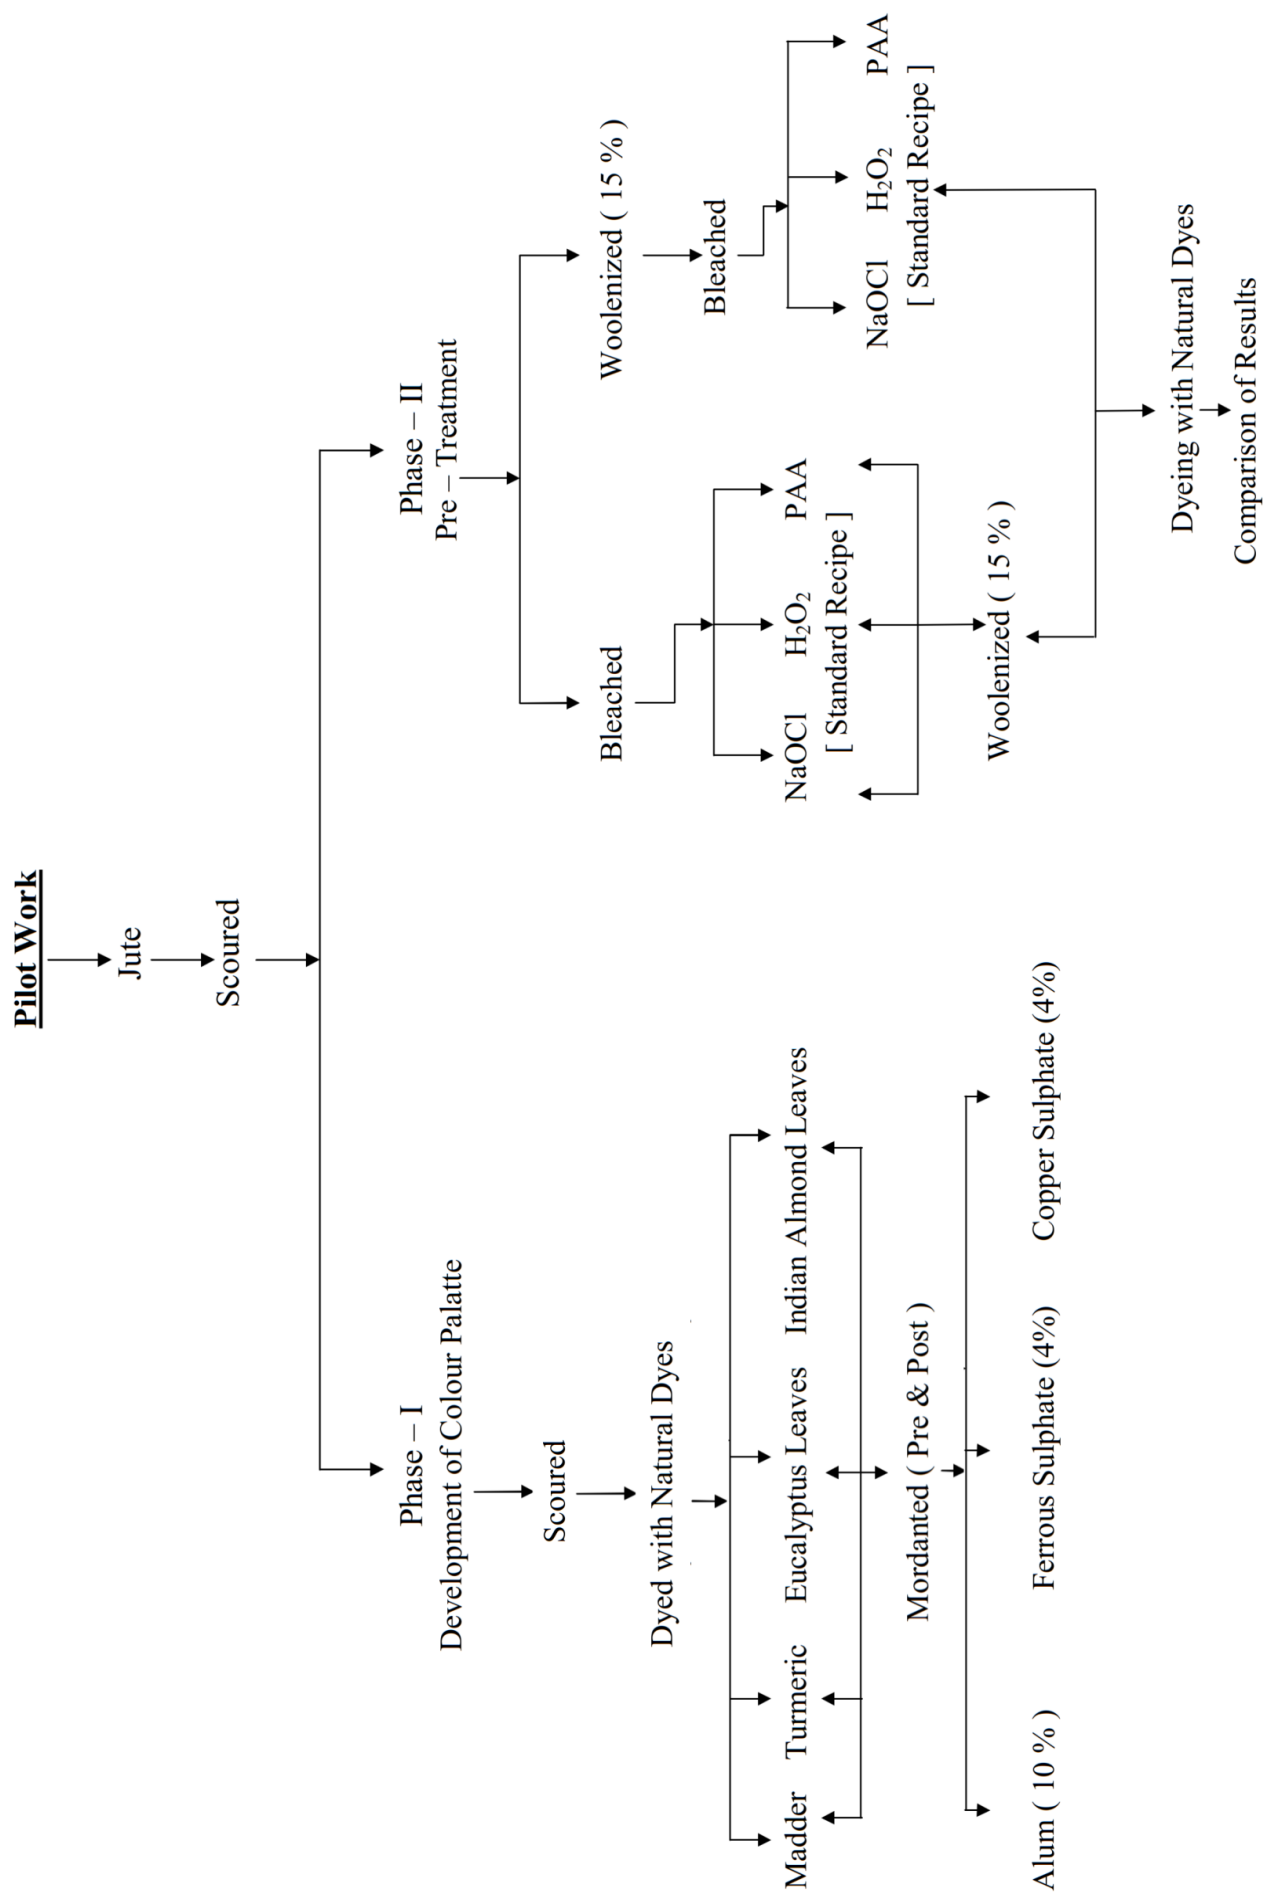 Pilot Work
Jute
Scoured
Phase – I
Development of Colour Palatte
Scoured
Dyed with Natural Dyes
Madder Turmeric Eucalyptus Leaves Indian Almond Leaves
Mordanted ( Pre & Post )
Alum ( 10 % ) Ferrous Sulphate (4%) Copper Sulphate (4%)
Phase – II
Pre – Treatment
Bleached
NaOCl H₂O₂ PAA
[ Standard Recipe ]
Woolenized ( 15 % )
Woolenized ( 15 % )
Bleached
NaOCl H₂O₂ PAA
[ Standard Recipe ]
Dyeing with Natural Dyes
Comparison of Results